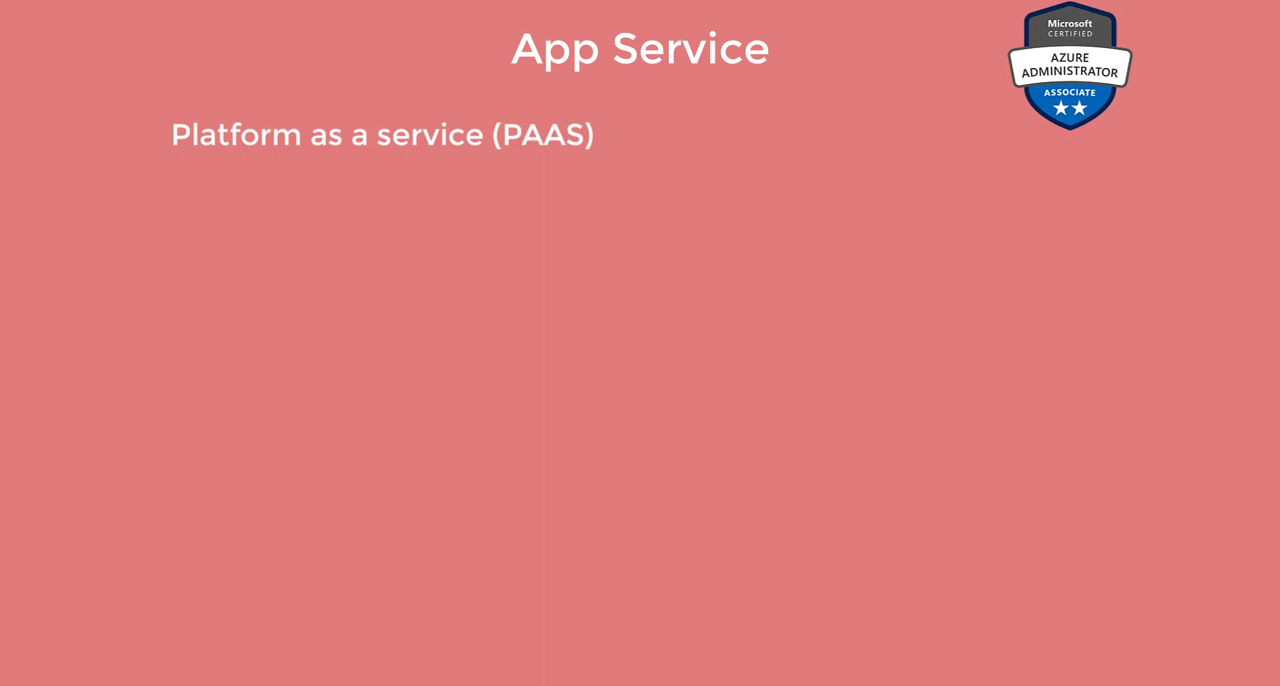 App Service
Microsoft
CERTIFIED
AZURE
ADMINISTRATOR
ASSOCIATE
Platform as a service (PAAS)